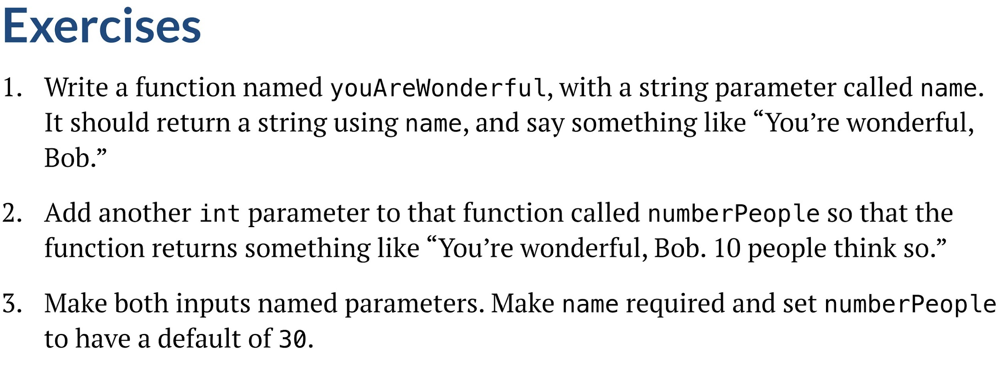 Exercises
1. Write a function named youAreWonderful, with a string parameter called name.
It should return a string using name, and say something like “You’re wonderful,
Bob.”
2. Add another int parameter to that function called numberPeople so that the
function returns something like “You’re wonderful, Bob. 10 people think so.”
3. Make both inputs named parameters. Make name required and set numberPeople
to have a default of 30.